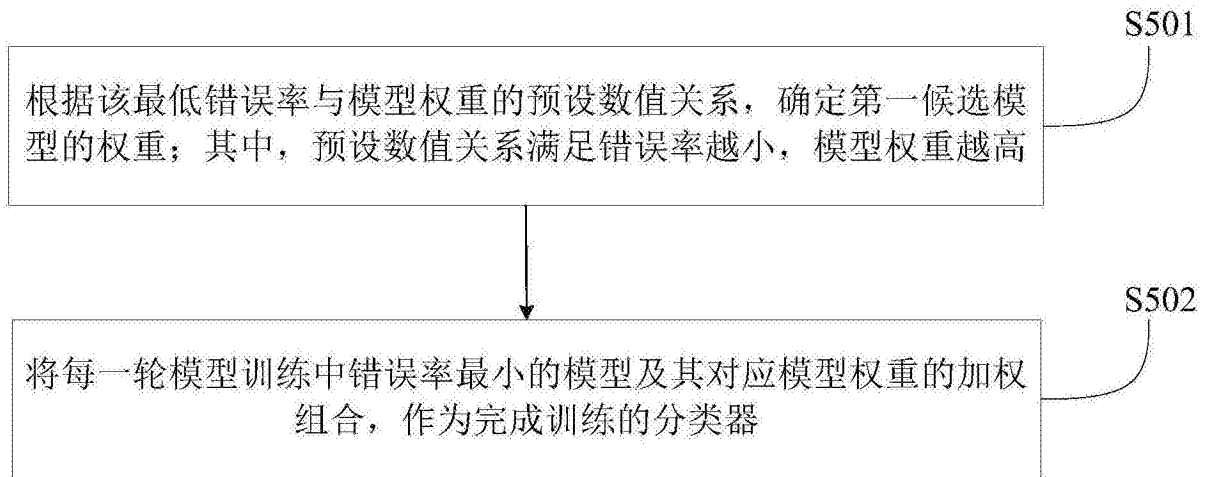 S501
根据该最低错误率与模型权重的预设数值关系，确定第一候选模
型的权重；其中，预设数值关系满足错误率越小，模型权重越高
S502
将每一轮模型训练中错误率最小的模型及其对应模型权重的加权
组合，作为完成训练的分类器